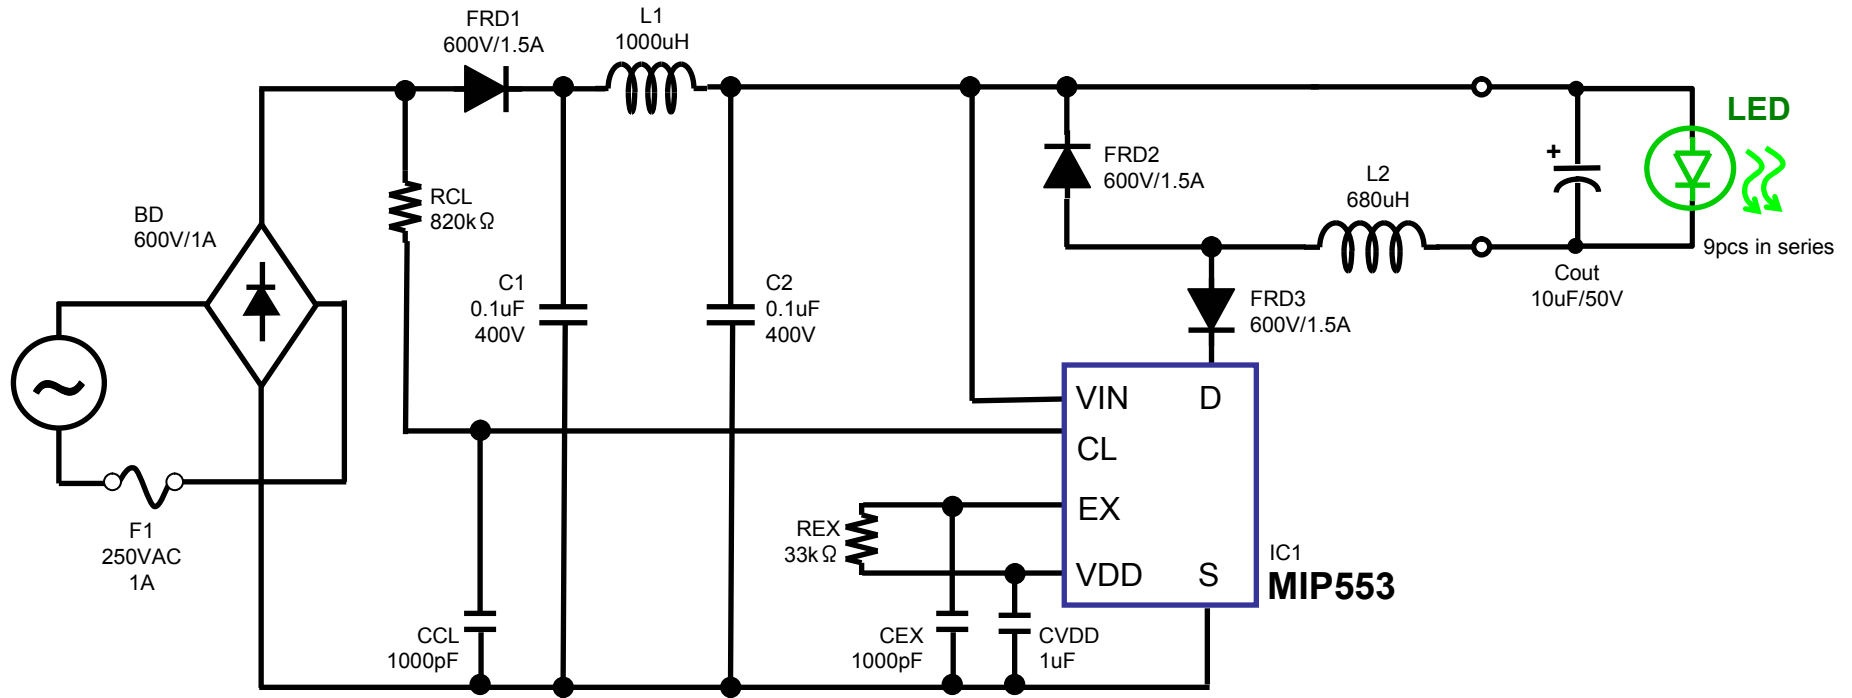 FRD1
600V/1.5A
L1
1000uH
LED
FRD2
600V/1.5A
+
L2
680uH
RCL
820kΩ
BD
600V/1A
9pcs in series
Cout
10uF/50V
C1
0.1uF
400V
C2
0.1uF
400V
FRD3
600V/1.5A
VIN
D
CL
EX
VDD
S
REX
33kΩ
IC1
MIP553
F1
250VAC
1A
CCL
1000pF
CEX
1000pF
CVDD
1uF